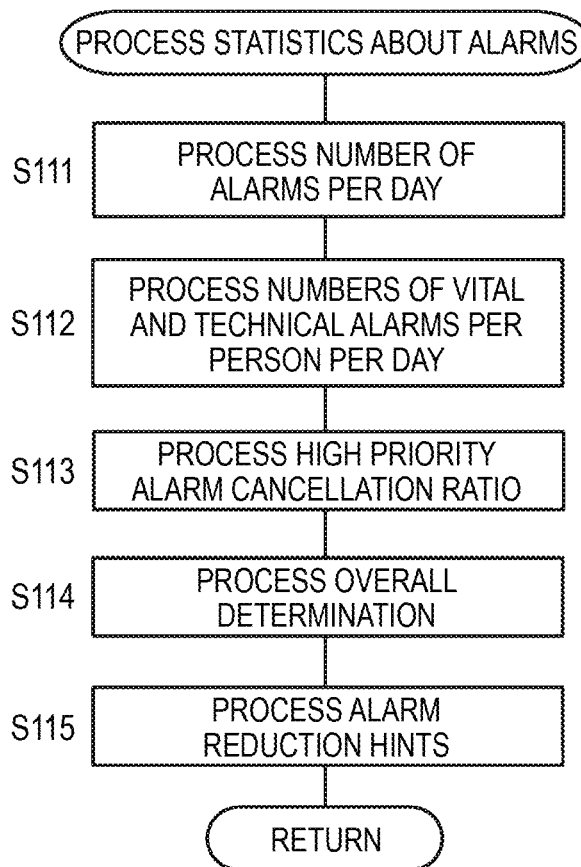 PROCESS STATISTICS ABOUT ALARMS
S111
PROCESS NUMBER OF
ALARMS PER DAY
S112
PROCESS NUMBERS OF VITAL
AND TECHNICAL ALARMS PER
PERSON PER DAY
S113
PROCESS HIGH PRIORITY
ALARM CANCELLATION RATIO
S114
PROCESS OVERALL
DETERMINATION
S115
PROCESS ALARM
REDUCTION HINTS
RETURN